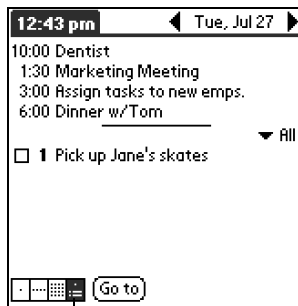 12:43 pm Tue, Jul 27
10:00 Dentist
1:30 Marketing Meeting
3:00 Assign tasks to new emps.
6:00 Dinner w/Tom
All
1 Pick up Jane's skates
Go to